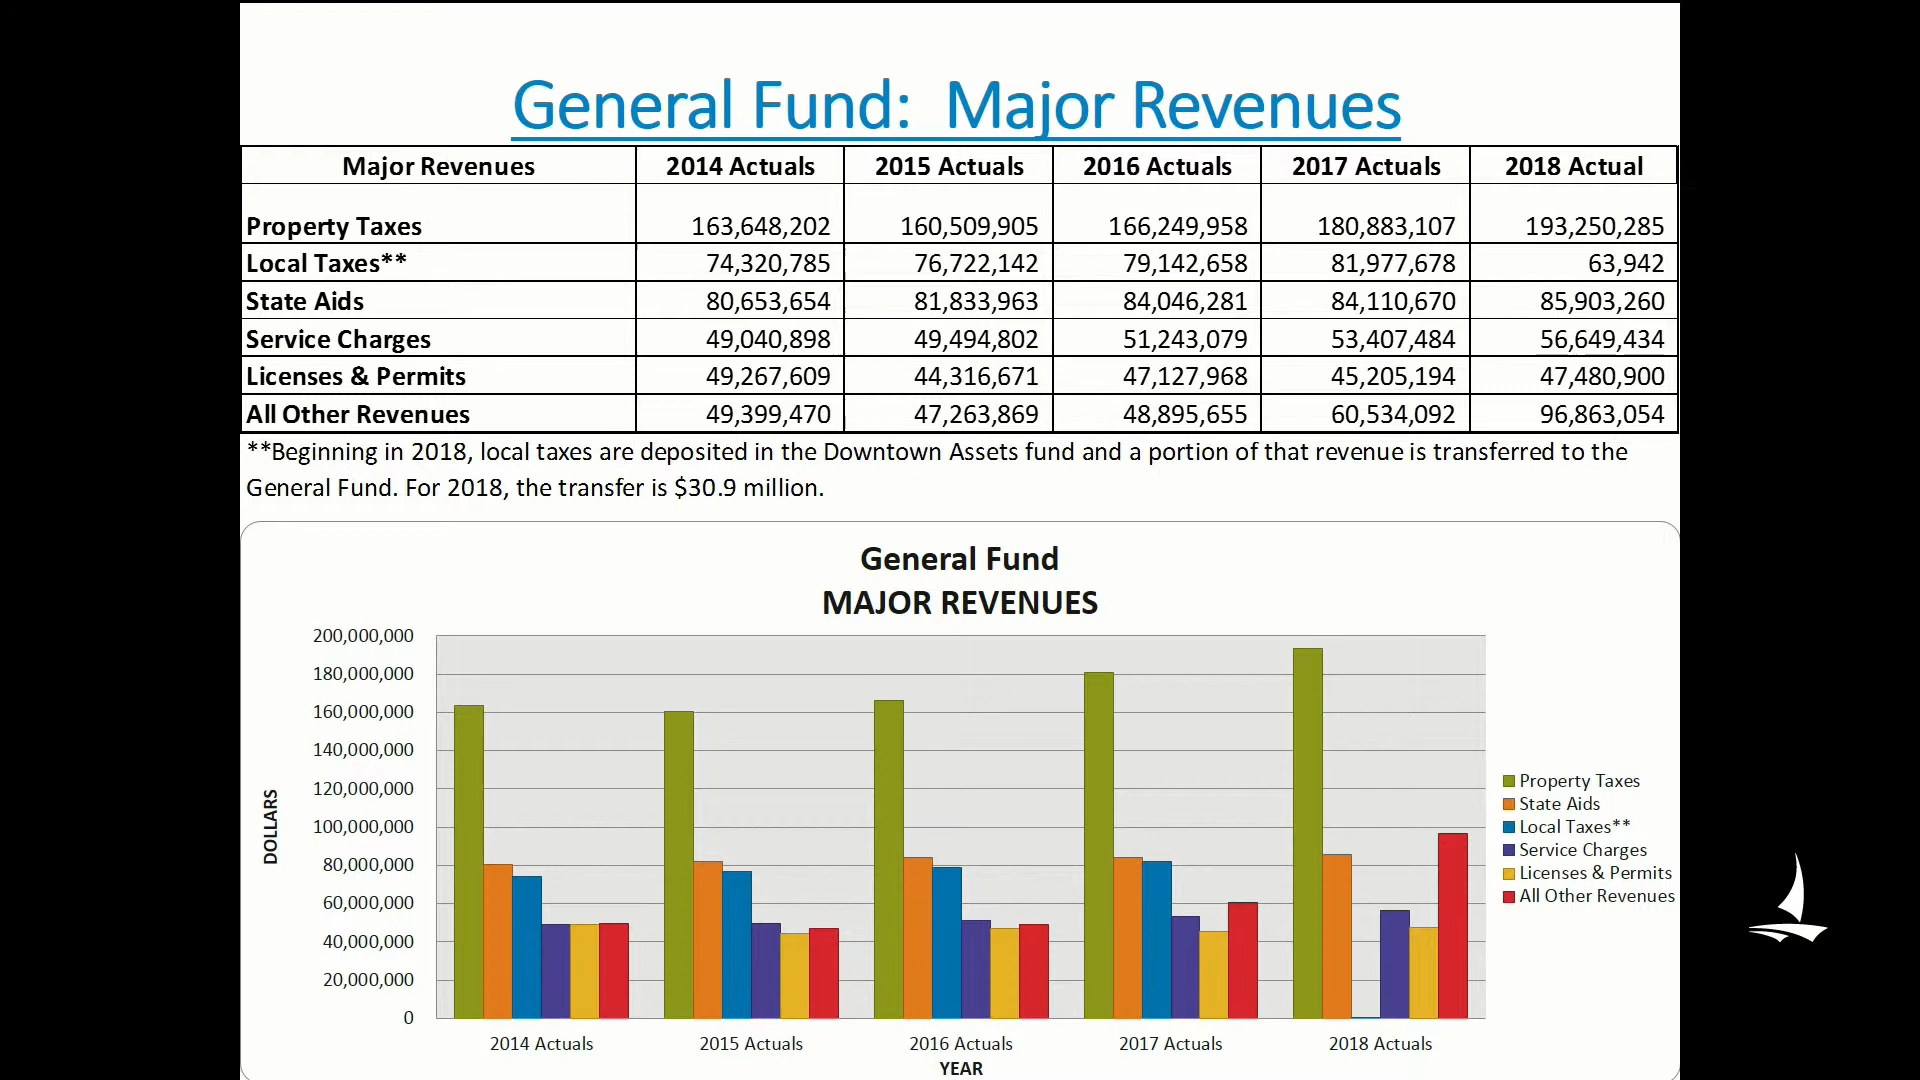 General Fund:  Major Revenues
Major Revenues 2014 Actuals 2015 Actuals 2016 Actuals 2017 Actuals 2018 Actual
Property Taxes 163,648,202 160,509,905 166,249,958 180,883,107 193,250,285
Local Taxes** 74,320,785 76,722,142 79,142,658 81,977,678 63,942
State Aids 80,653,654 81,833,963 84,046,281 84,110,670 85,903,260
Service Charges 49,040,898 49,494,802 51,243,079 53,407,484 56,649,434
Licenses & Permits 49,267,609 44,316,671 47,127,968 45,205,194 47,480,900
All Other Revenues 49,399,470 47,263,869 48,895,655 60,534,092 96,863,054
**Beginning in 2018, local taxes are deposited in the Downtown Assets fund and a portion of that revenue is transferred to the
General Fund. For 2018, the transfer is $30.9 million.
General Fund
MAJOR REVENUES
200,000,000
180,000,000
160,000,000
140,000,000
120,000,000
100,000,000
80,000,000
60,000,000
40,000,000
20,000,000
0
DOLLARS
2014 Actuals 2015 Actuals 2016 Actuals 2017 Actuals 2018 Actuals
YEAR
Property Taxes
State Aids
Local Taxes**
Service Charges
Licenses & Permits
All Other Revenues